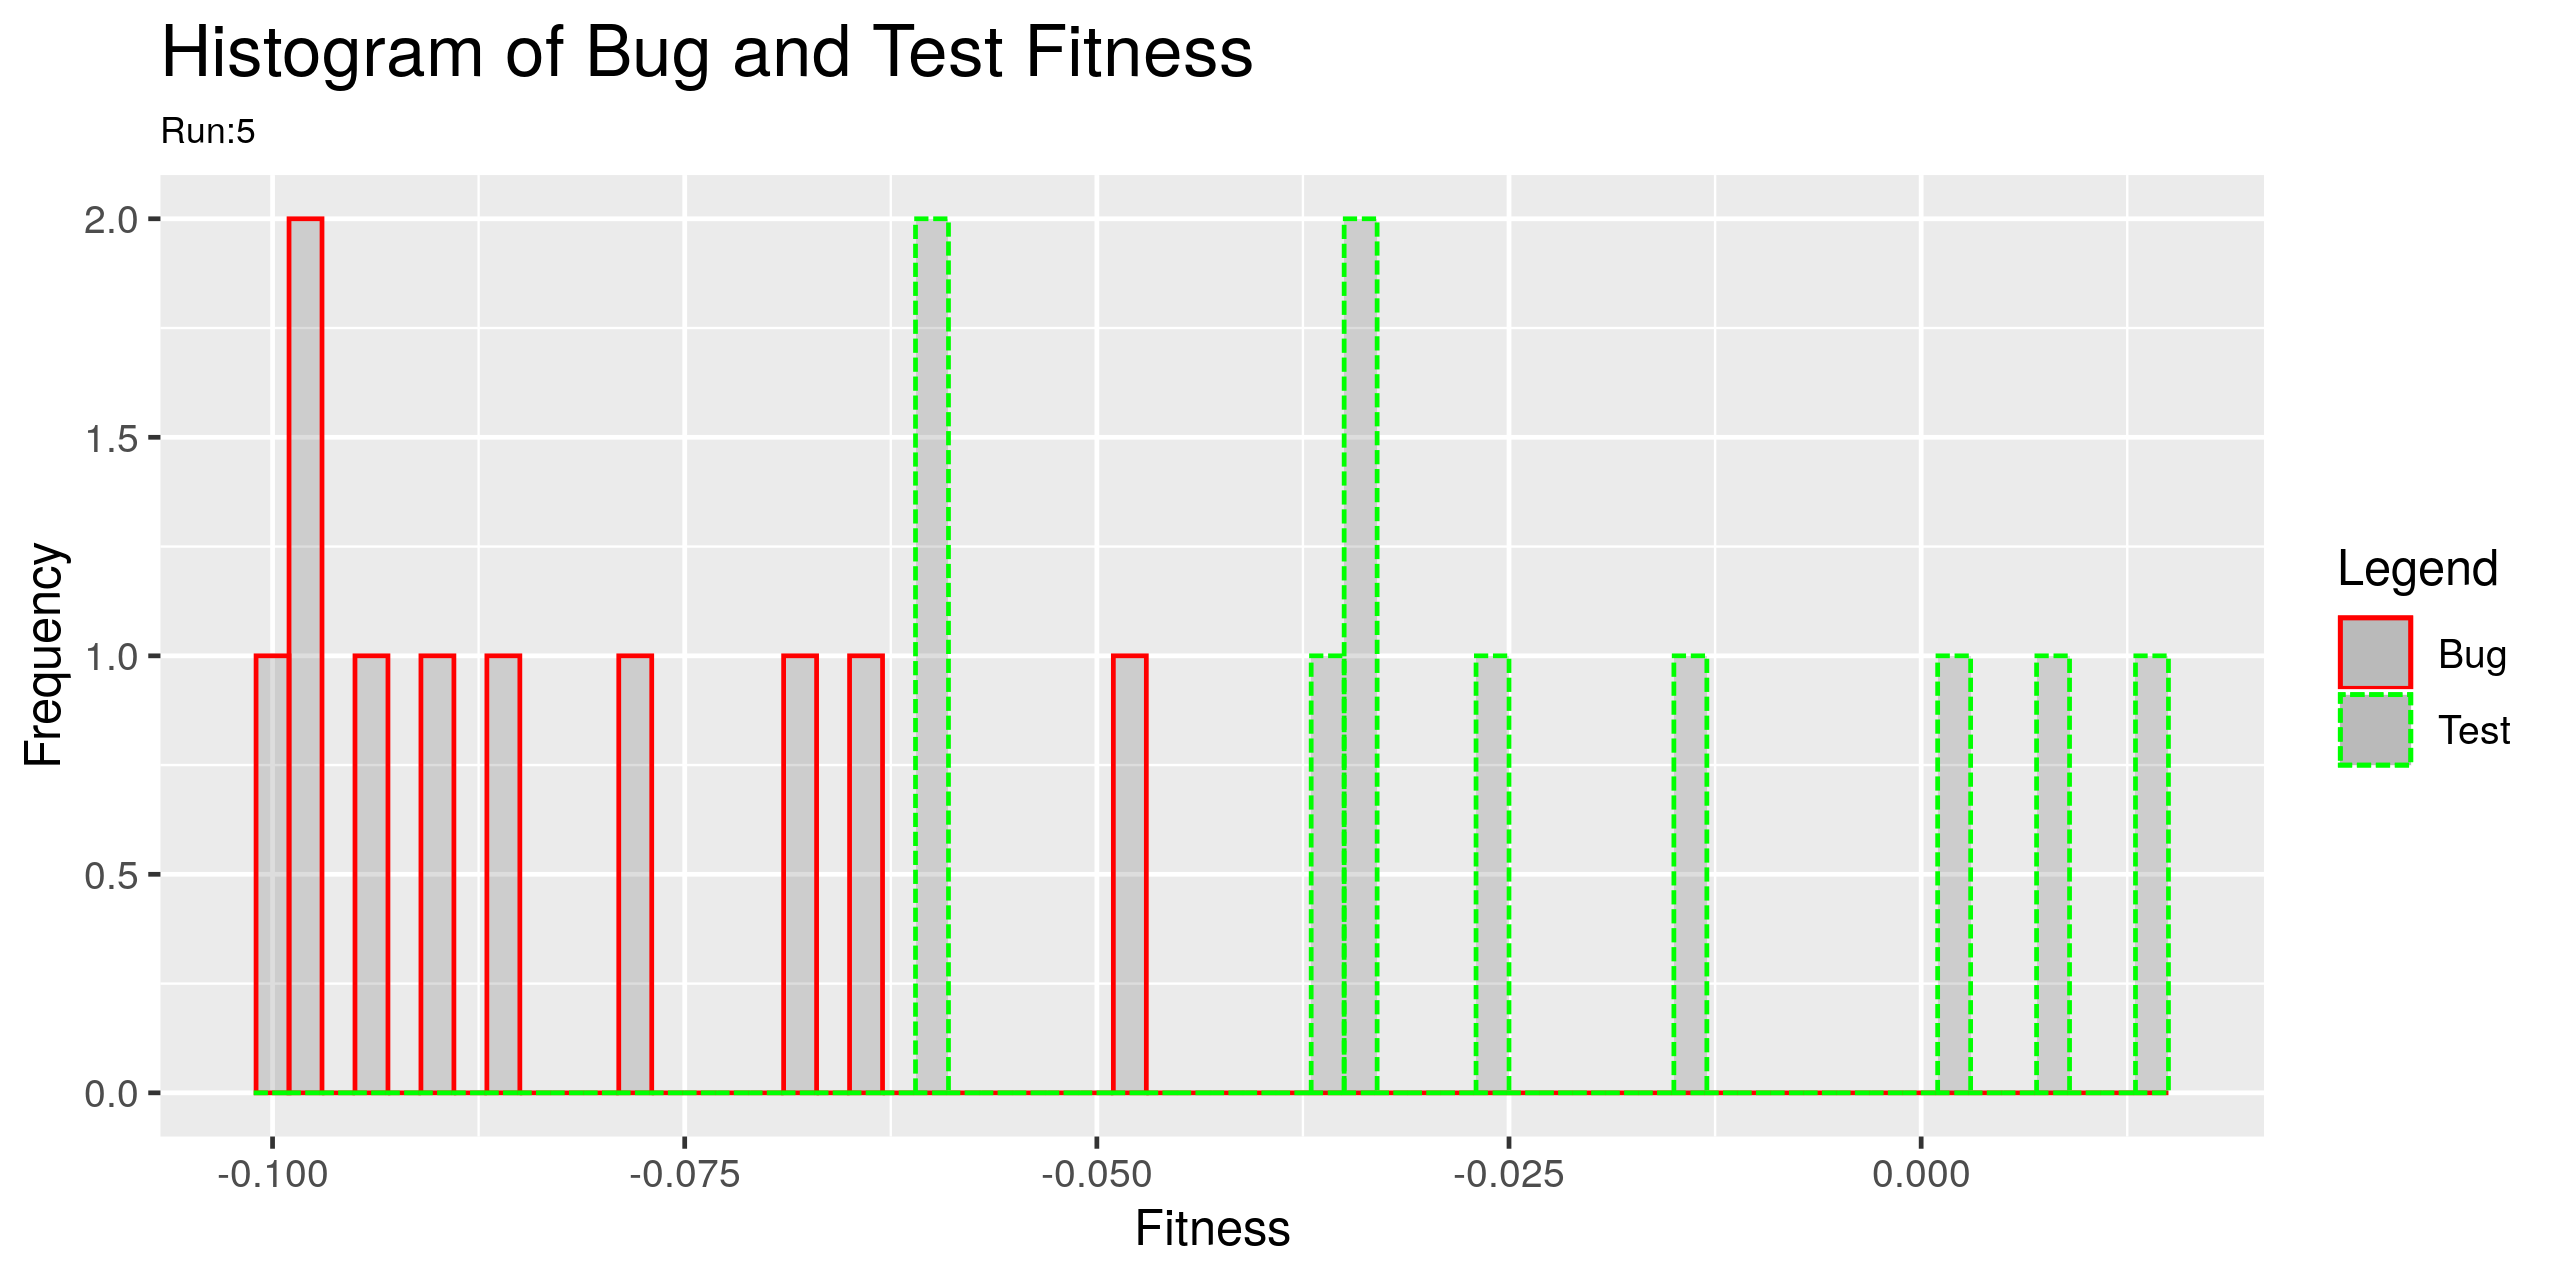 Histogram of Bug and Test Fitness
Run:5
2.0
1.5
1.0
0.5
0.0
Frequency
-0.100
-0.075
-0.050
-0.025
0.000
Fitness
Legend
Bug
Test